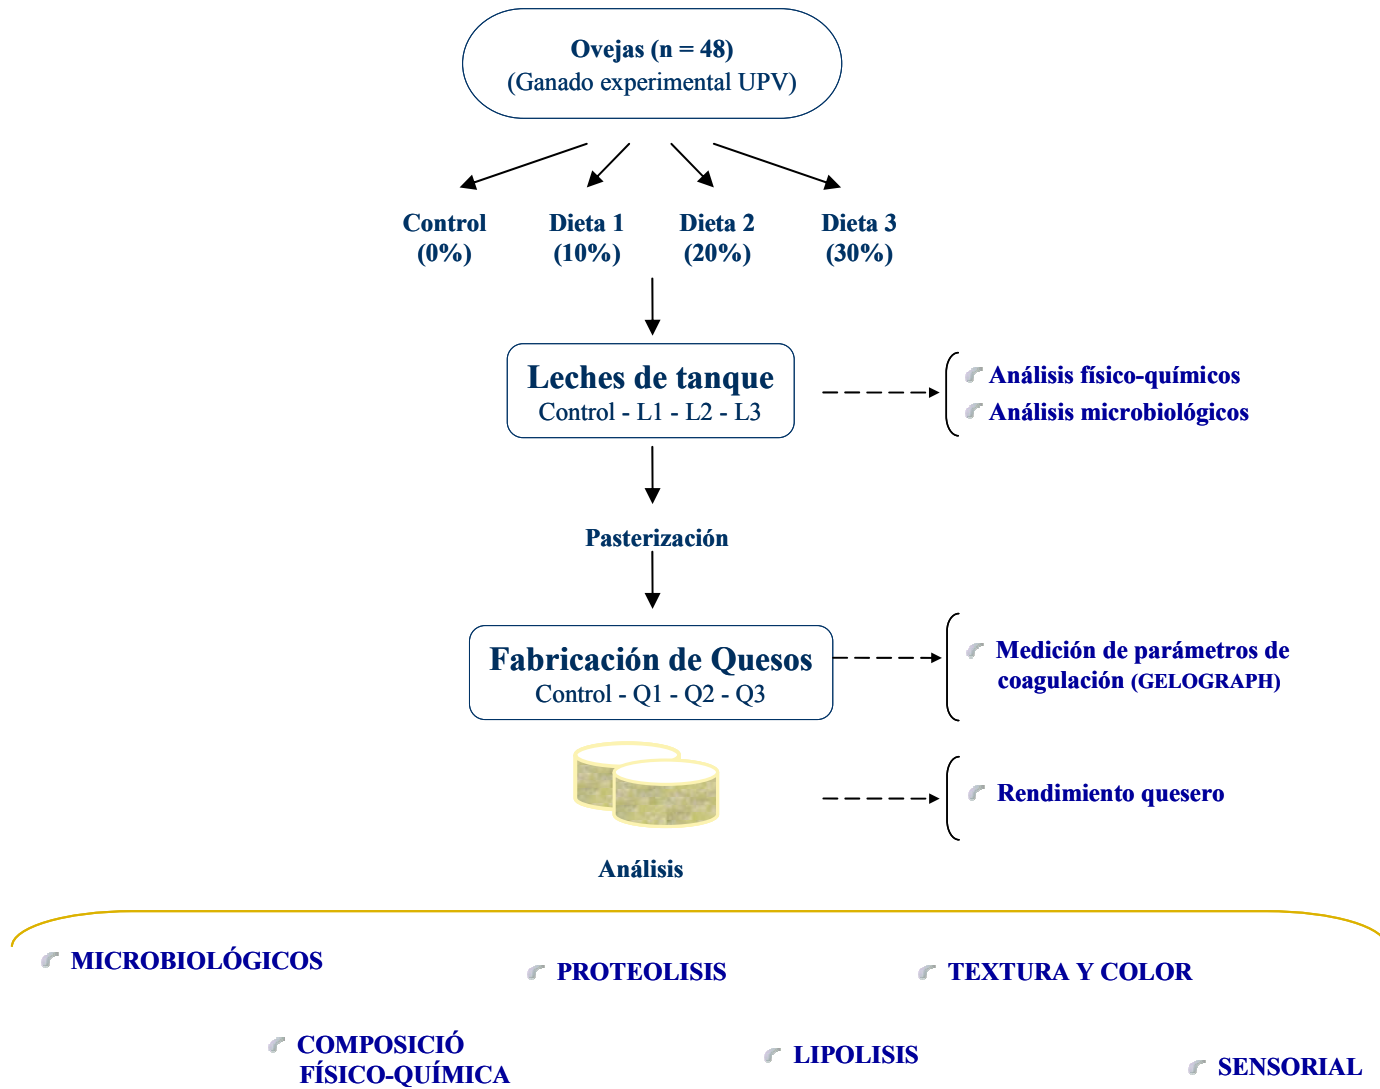 Ovejas (n = 48)
(Ganado experimental UPV)
Control Dieta 1 Dieta 2 Dieta 3
(0%) (10%) (20%) (30%)
Leches de tanque
Control - L1 - L2 - L3
Análisis físico-químicos
Análisis microbiológicos
Pasterización
Fabricación de Quesos
Control - Q1 - Q2 - Q3
Medición de parámetros de
coagulación (GELOGRAPH)
Rendimiento quesero
Análisis
MICROBIOLÓGICOS
PROTEOLISIS
TEXTURA Y COLOR
COMPOSICIÓ
FÍSICO-QUÍMICA
LIPOLISIS
SENSORIAL